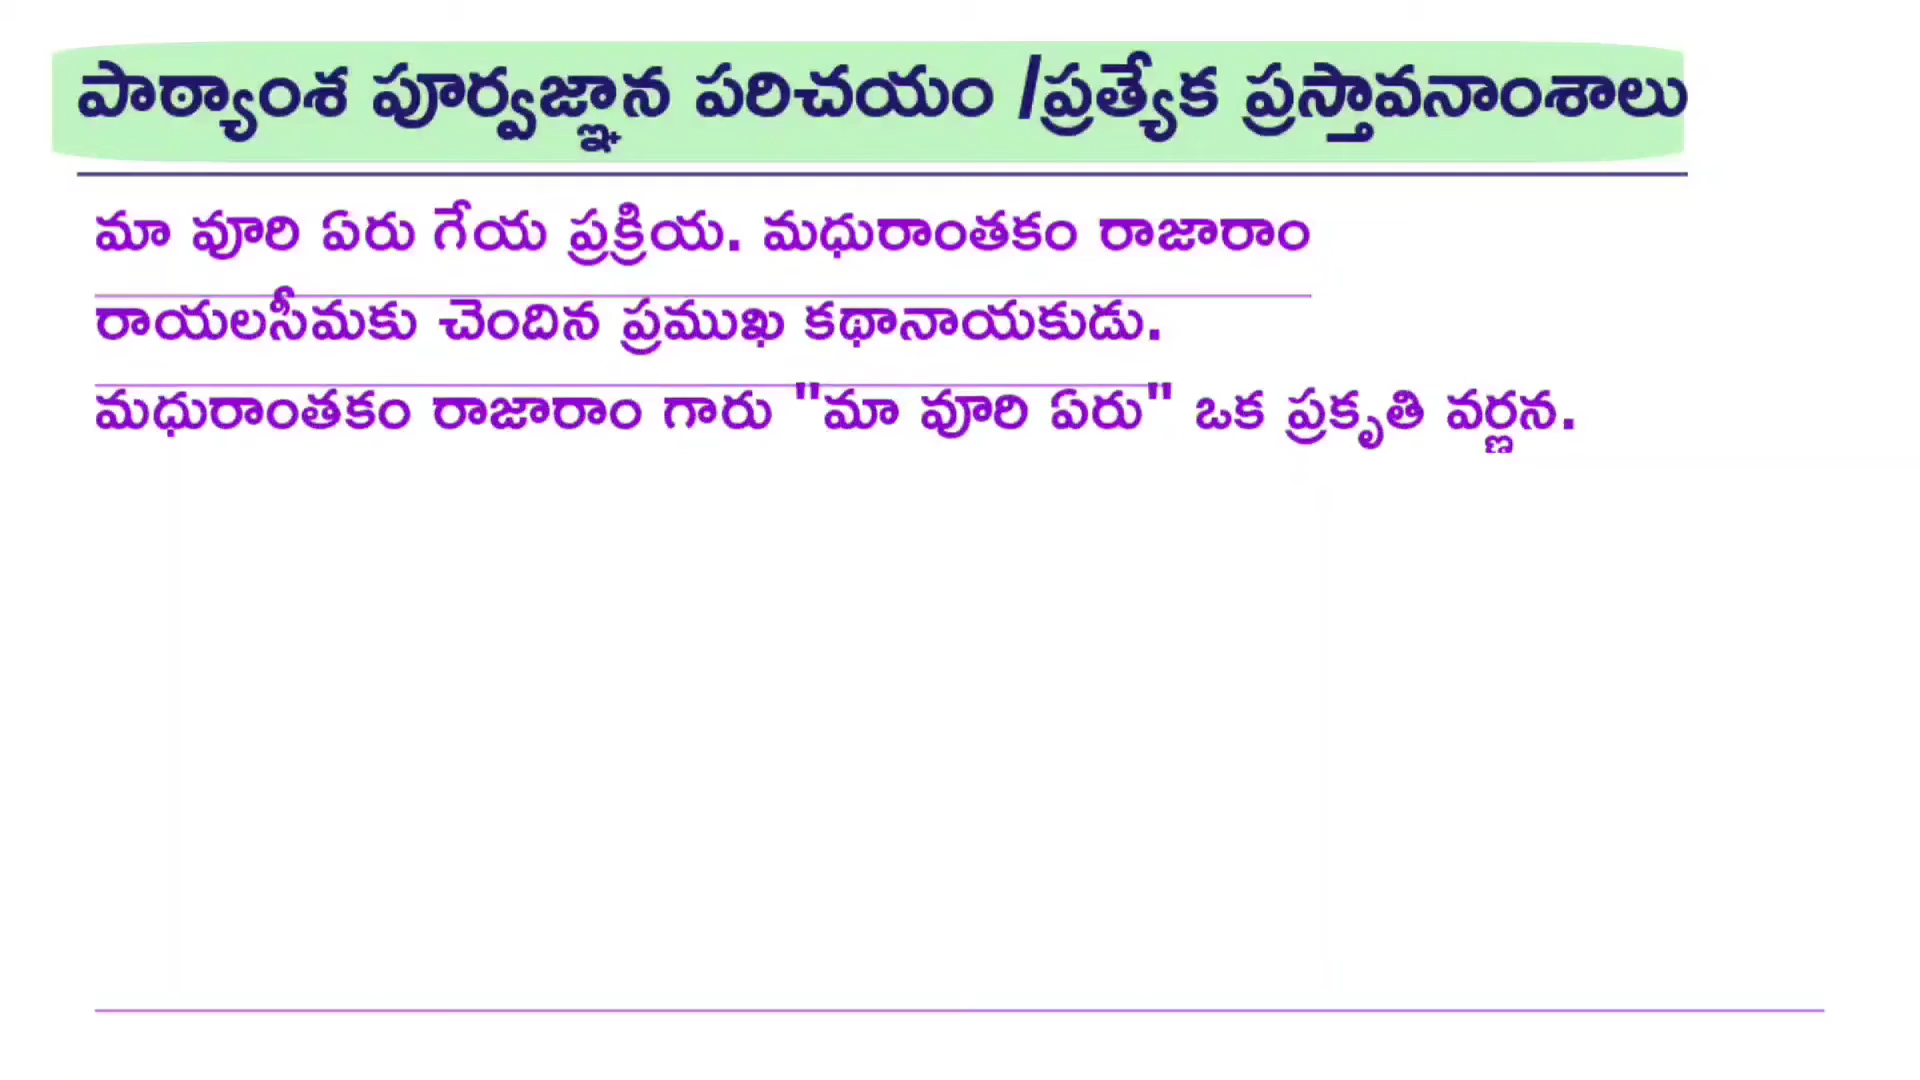 పాఠ్యాంశ పూర్వజ్ఞాన పరిచయం /ప్రత్యేక ప్రస్తావనాంశాలు
మా వూరి ఏరు గేయ ప్రక్రియ. మధురాంతకం రాజారాం
రాయలసీమకు చెందిన ప్రముఖ కథానాయకుడు.
మధురాంతకం రాజారాం గారు "మా వూరి ఏరు" ఒక ప్రకృతి వర్ణన.